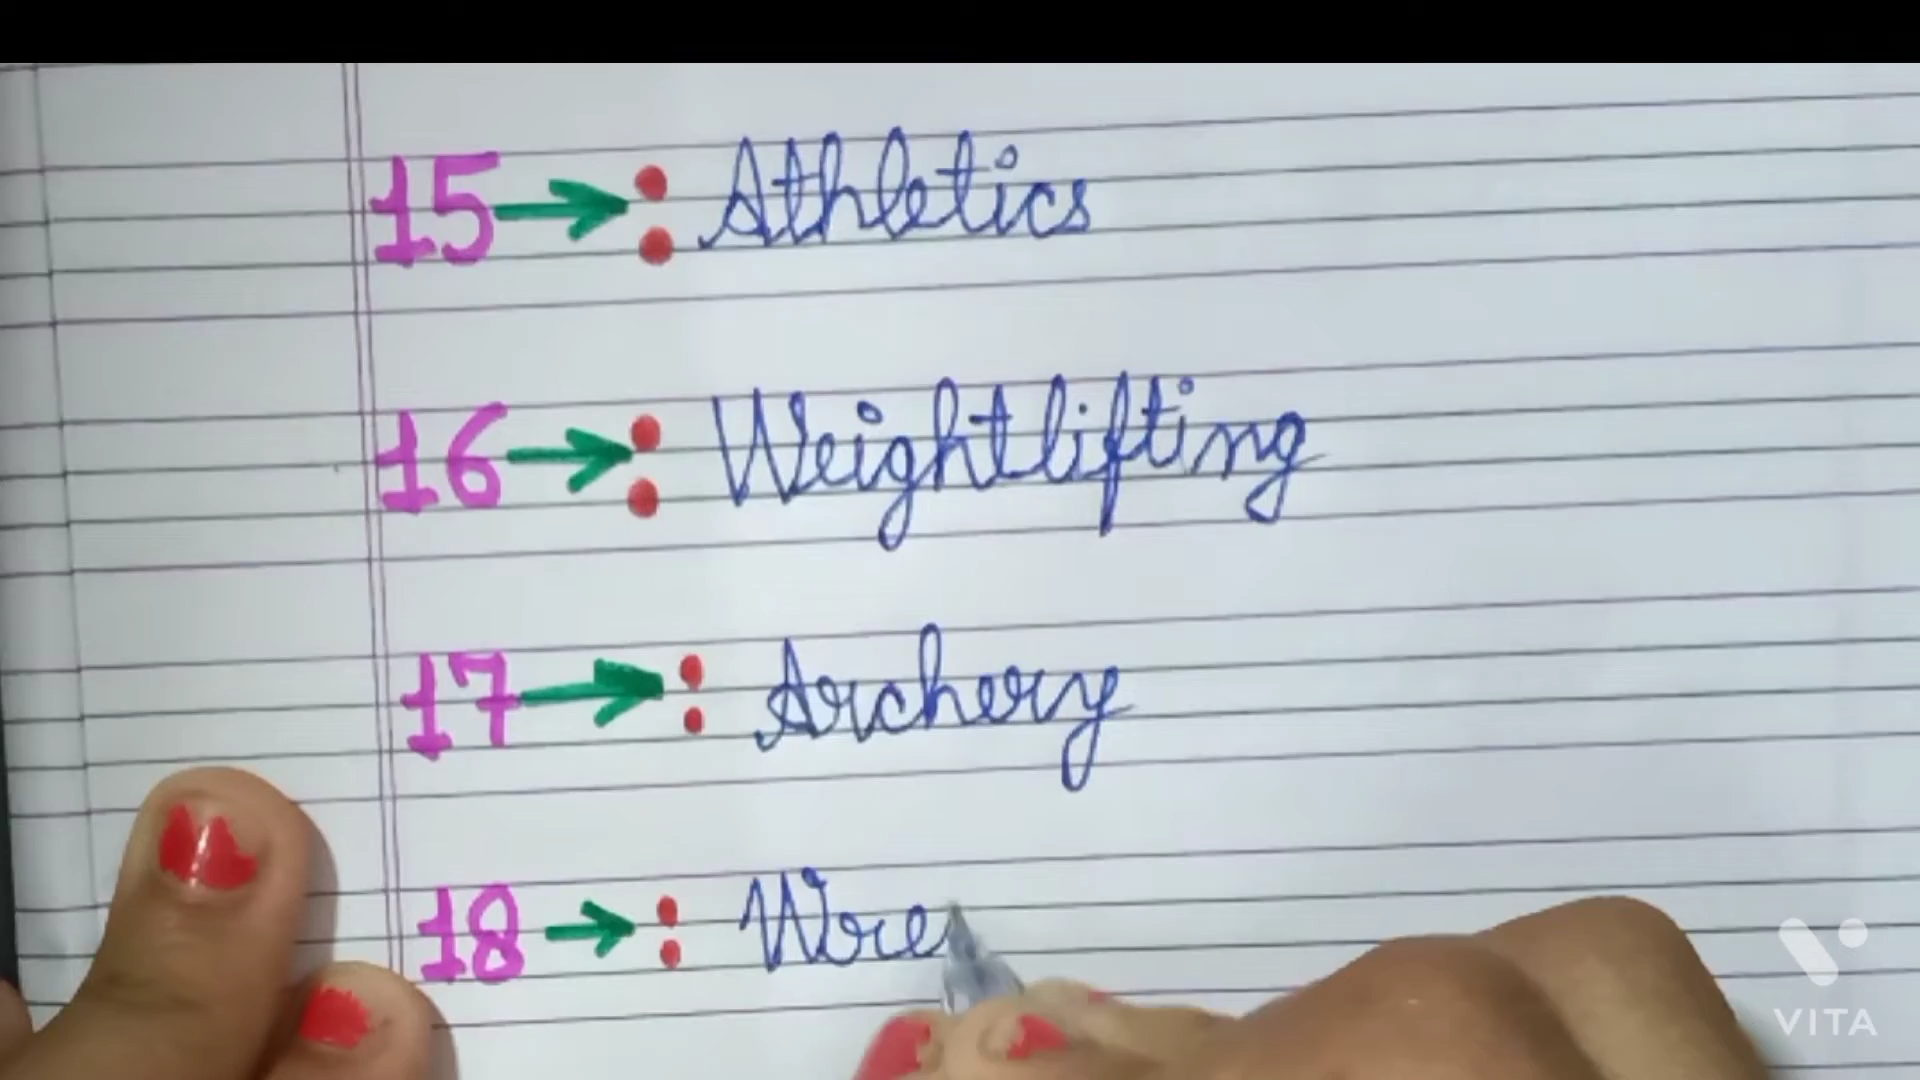 15 → : Athletics
16 → : Weightlifting
17 → : Archery
18 → : Wre
VITA